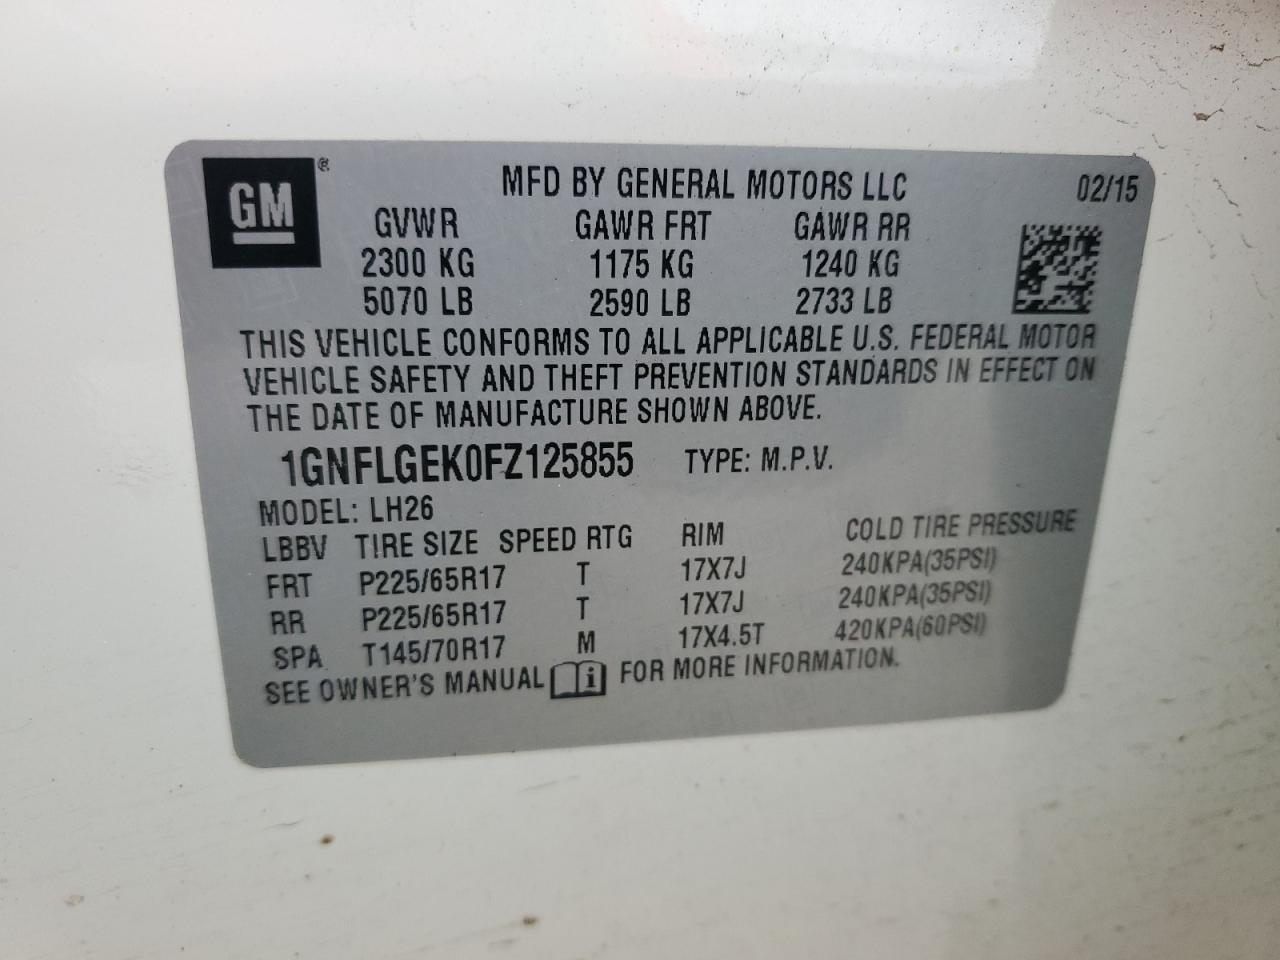 GM ®
MFD BY GENERAL MOTORS LLC 02/15
GVWR GAWR FRT GAWR RR
2300 KG 1175 KG 1240 KG
5070 LB 2590 LB 2733 LB
THIS VEHICLE CONFORMS TO ALL APPLICABLE U.S. FEDERAL MOTOR
VEHICLE SAFETY AND THEFT PREVENTION STANDARDS IN EFFECT ON
THE DATE OF MANUFACTURE SHOWN ABOVE.
1GNFLGEK0FZ125855 TYPE: M.P.V.
MODEL: LH26
LBBV TIRE SIZE SPEED RTG RIM COLD TIRE PRESSURE
FRT P225/65R17 T 17X7J 240KPA(35PSI)
RR P225/65R17 T 17X7J 240KPA(35PSI)
SPA T145/70R17 M 17X4.5T 420KPA(60PSI)
SEE OWNER'S MANUAL i FOR MORE INFORMATION.